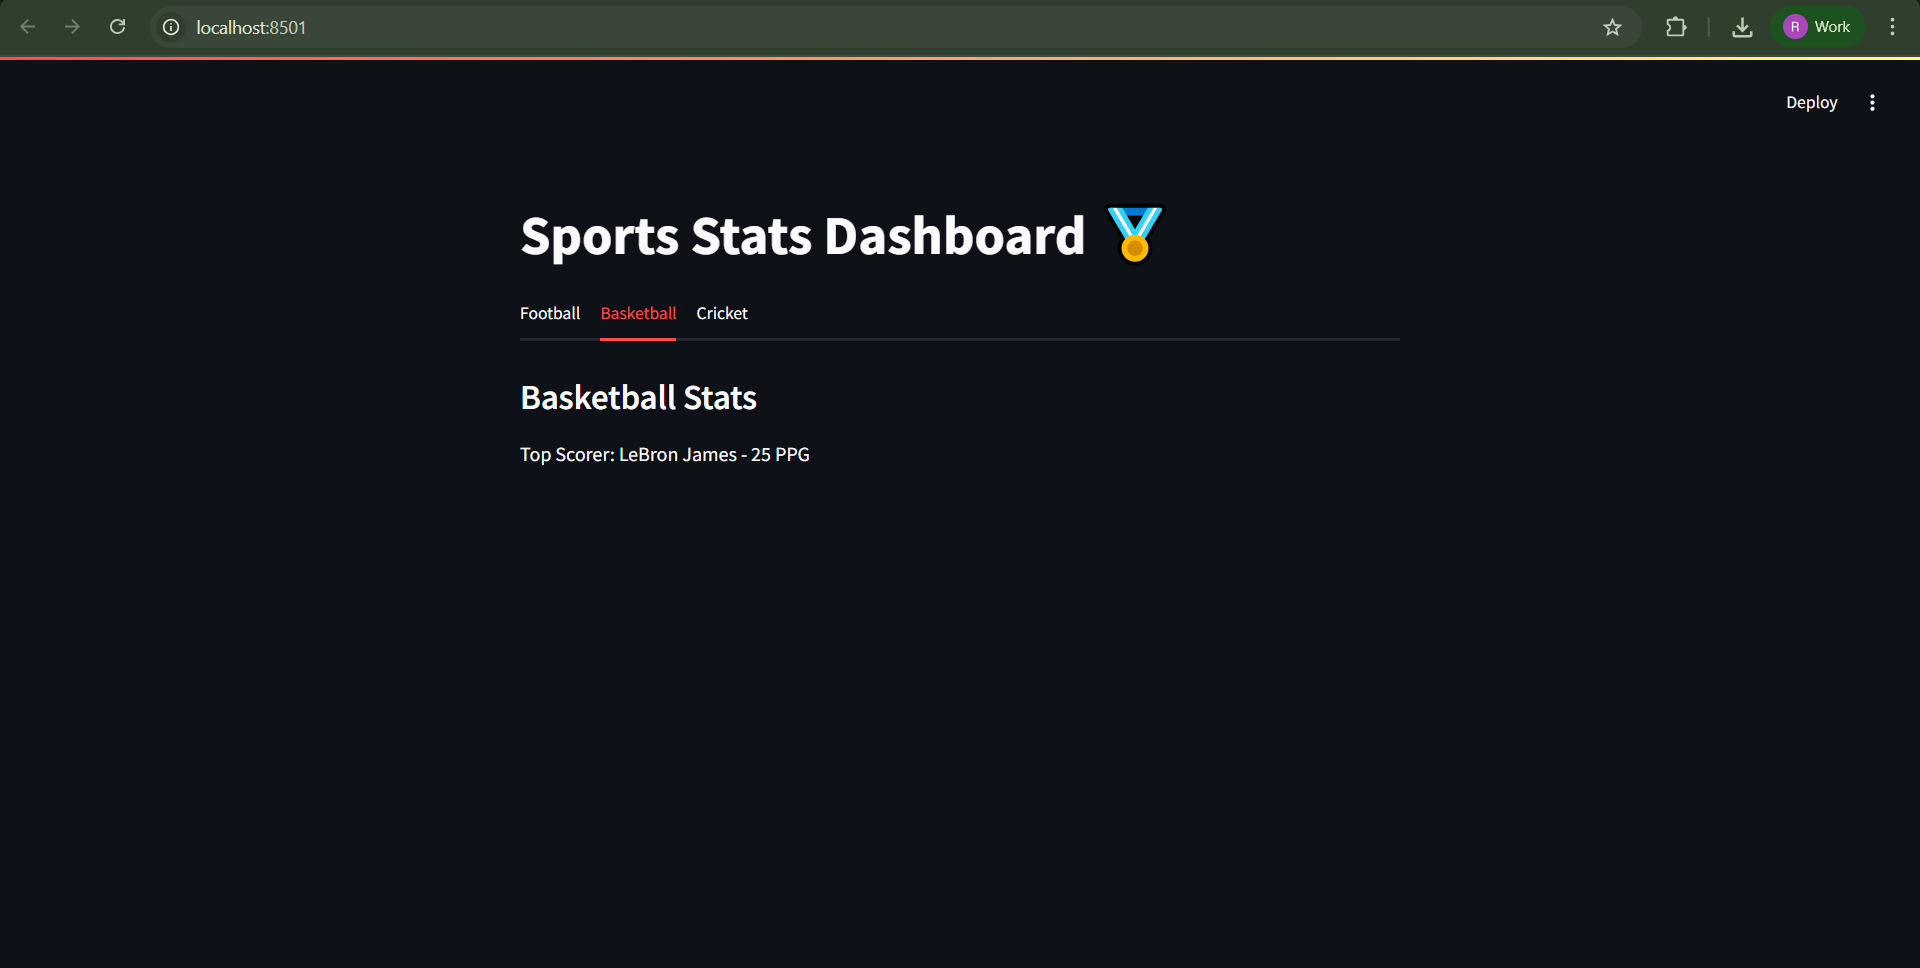 localhost:8501
R Work
Deploy
Sports Stats Dashboard 🏅
Football Basketball Cricket
Basketball Stats
Top Scorer: LeBron James - 25 PPG